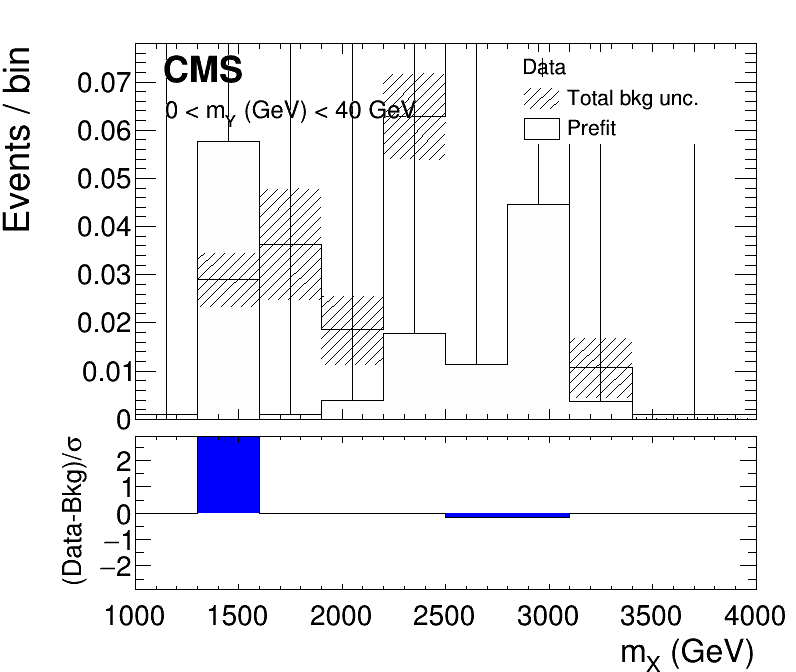 CMS
0 < mY (GeV) < 40 GeV
Data
Total bkg unc.
Prefit
Events / bin
0.07
0.06
0.05
0.04
0.03
0.02
0.01
0
(Data-Bkg)/σ
2
1
0
−1
−2
1000 1500 2000 2500 3000 3500 4000
mX (GeV)